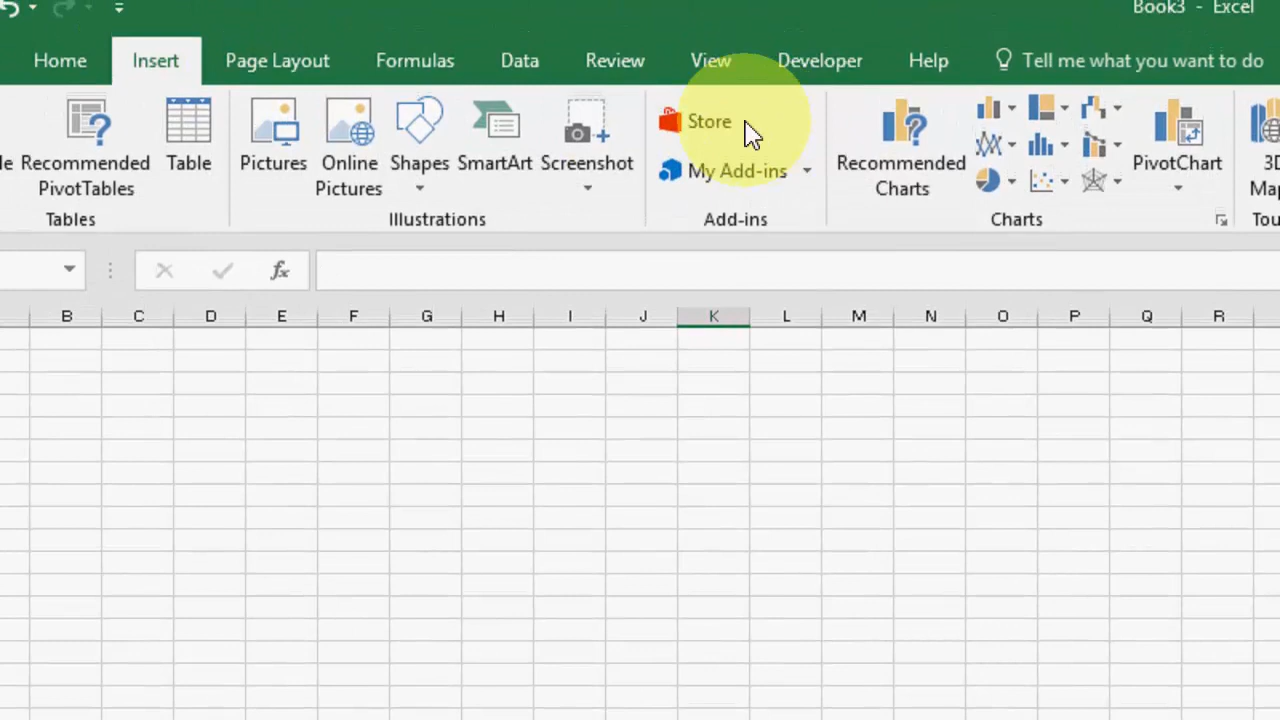 Book3 - Excel
Home Insert Page Layout Formulas Data Review View Developer Help Tell me what you want to do
Recommended PivotTables
Table
Pictures
Online Pictures
Shapes
SmartArt
Screenshot
Store
My Add-ins
Recommended Charts
PivotChart
3D
Tables Illustrations Add-ins Charts
fx
B C D E F G H I J K L M N O P Q R